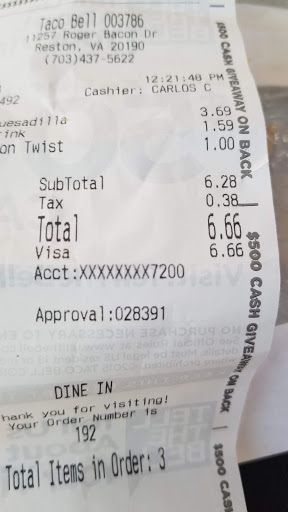 Taco Bell 003786
11257 Roger Bacon Dr
Reston, VA 20190
(703)437-5622
12:21:48 PM
492
Cashier: CARLOS C
uesadilla 3.69
rink 1.59
on Twist 1.00
SubTotal 6.28
Tax 0.38
Total 6.66
Visa 6.66
Acct:XXXXXXXX7200
Approval:028391
DINE IN
hank you for visiting!
Your Order Number is
192
Total Items in Order: 3
$500 CASH GIVEAWAY ON BACK
$500 CASH GIVEAWAY ON BACK
$500 CASH